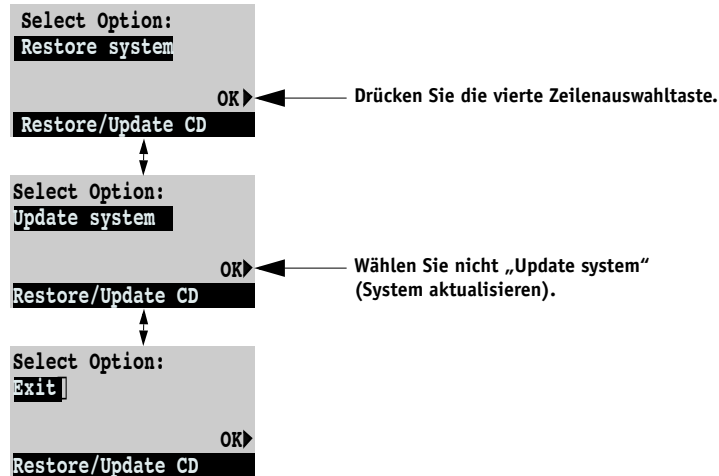 Select Option:
Restore system
OK
Drücken Sie die vierte Zeilenauswahltaste.
Restore/Update CD
Select Option:
Update system
OK
Wählen Sie nicht „Update system“
(System aktualisieren).
Restore/Update CD
Select Option:
Exit
OK
Restore/Update CD